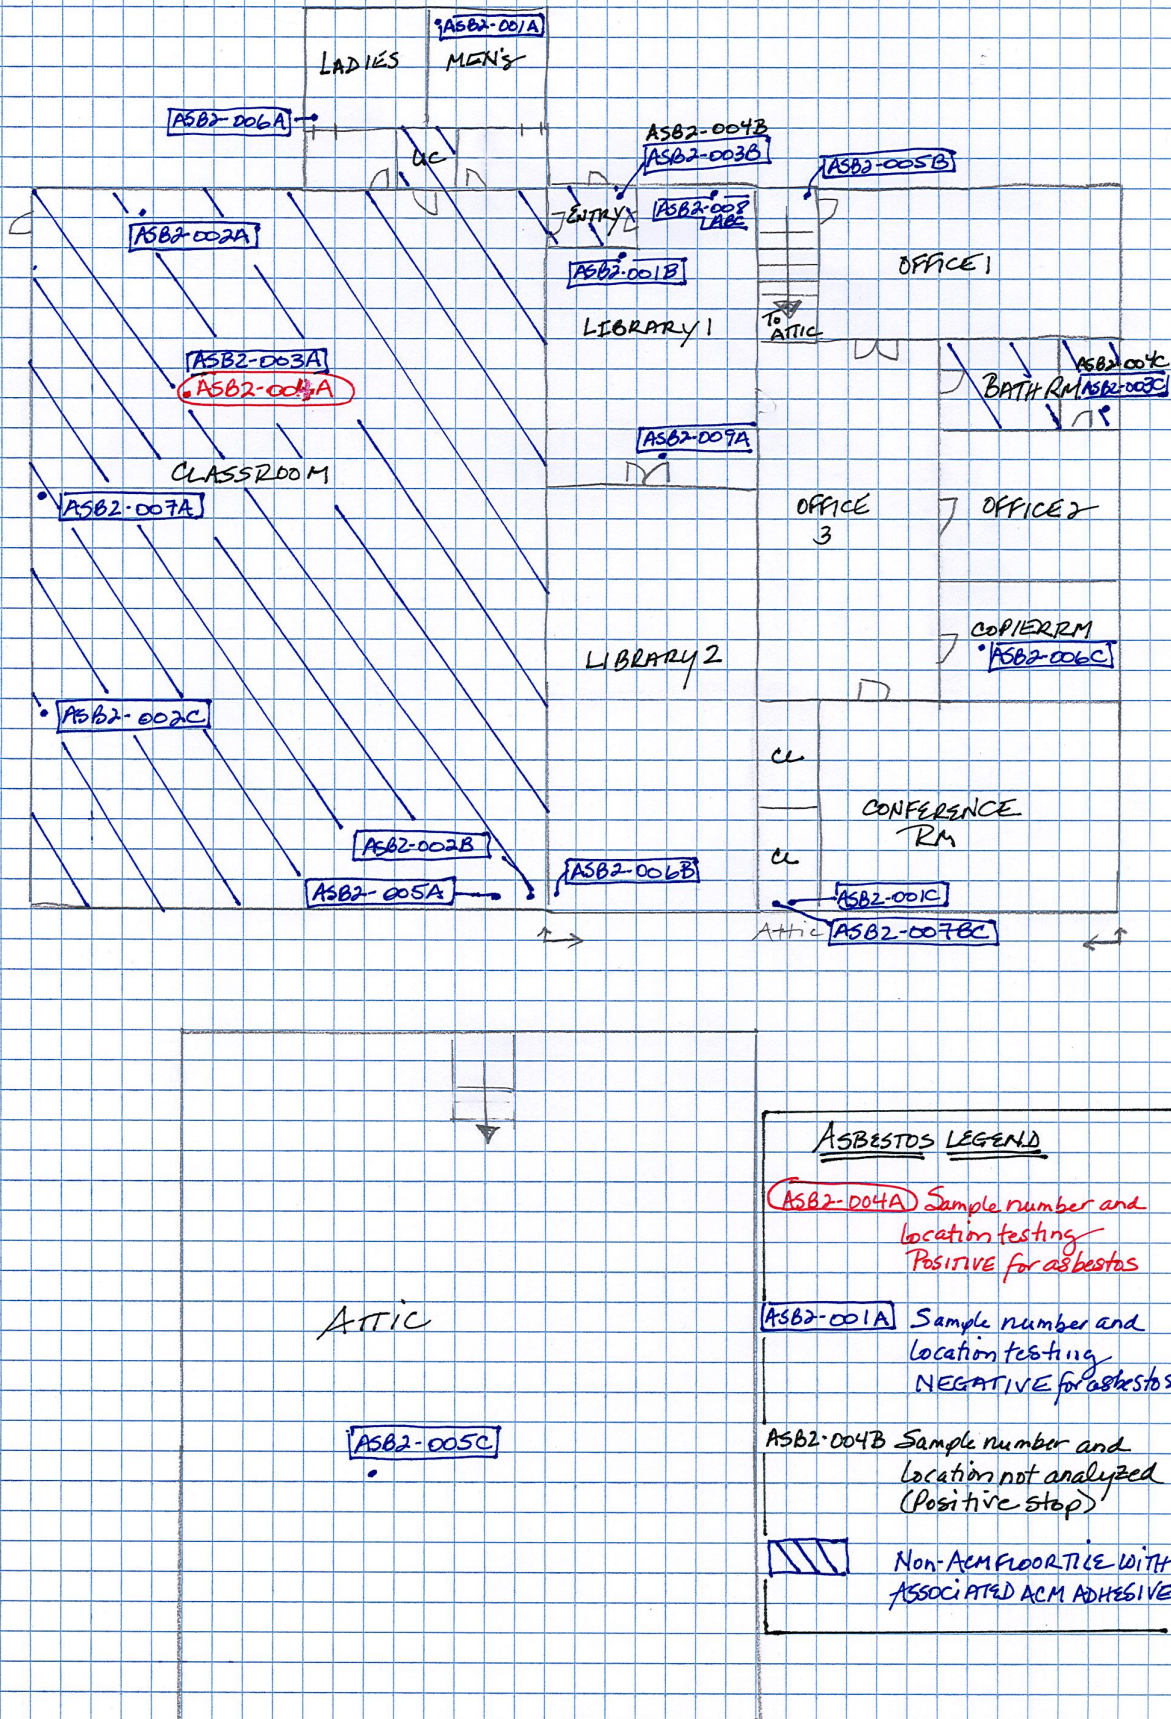 ASB2-001A
LADIES
MEN'S
ASB2-006A
ASB2-004B
ASB2-003B
ASB2-005B
ENTRY
ASB2-008
ABC
ASB2-002A
ASB2-001B
OFFICE 1
LIBRARY 1
TO
ATTIC
ASB2-003A
ASB2-004A
ASB2-004C
BATH RM
ASB2-003C
ASB2-009A
CLASSROOM
ASB2-007A
OFFICE
3
OFFICE 2
COPIER RM
ASB2-006C
LIBRARY 2
ASB2-002C
CL
CONFERENCE
RM
ASB2-002B
CL
ASB2-006B
ASB2-005A
ASB2-001C
Attic
ASB2-007BC
ASBESTOS LEGEND
ASB2-004A Sample number and
Location testing
POSITIVE for asbestos
ATTIC
ASB2-001A Sample number and
Location testing
NEGATIVE for asbestos
ASB2-005C
ASB2-004B Sample number and
Location not analyzed
(Positive stop)
NON-ACM FLOOR TILE WITH
ASSOCIATED ACM ADHESIVE